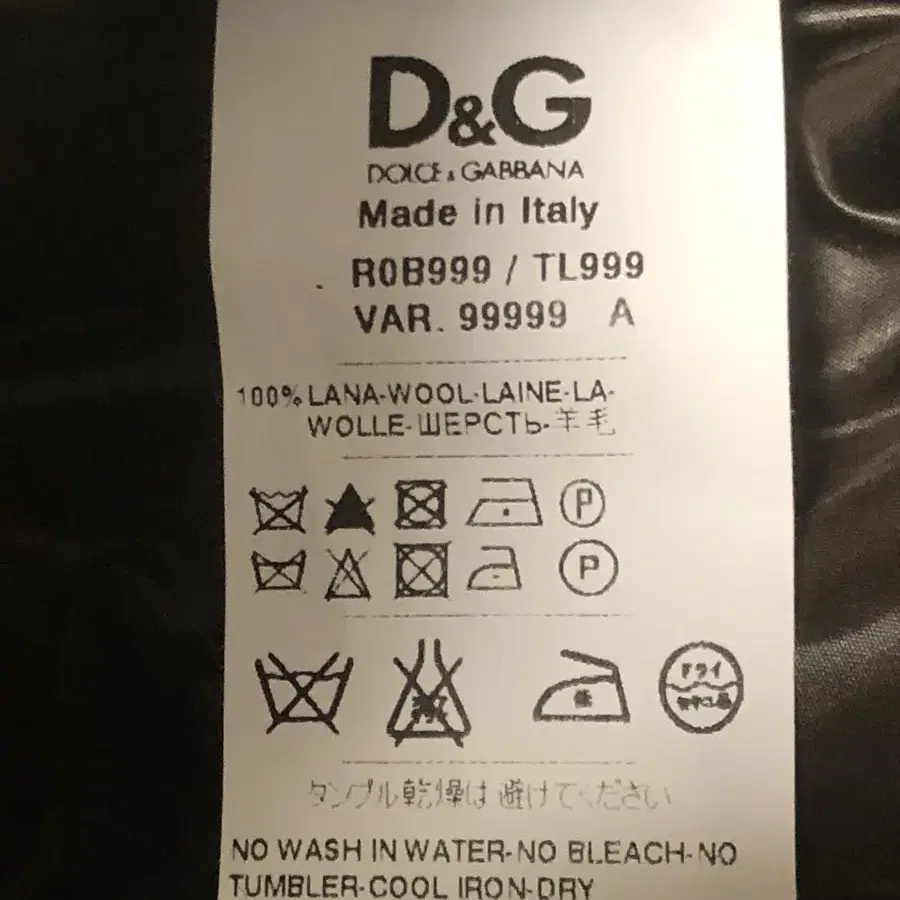 D&G
DOLCE & GABBANA
Made in Italy
R0B999 / TL999
VAR. 99999 A
100% LANA-WOOL-LAINE-LA-
WOLLE-ШЕРСТЬ-羊毛
P
P
ドライ
タンブル乾燥は避けてください
NO WASH IN WATER-NO BLEACH-NO
TUMBLER-COOL IRON-DRY